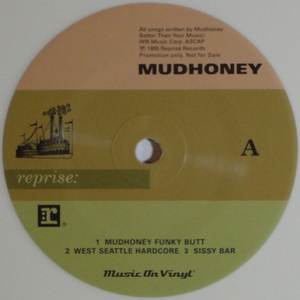 All songs written by Mudhoney
Better Than Your Music/
WB Music Corp. ASCAP
℗ 1995 Reprise Records
Promotion only. Not for Sale
MUDHONEY
A
reprise:
R
1 MUDHONEY FUNKY BUTT
2 WEST SEATTLE HARDCORE 3 SISSY BAR
Music On Vinyl